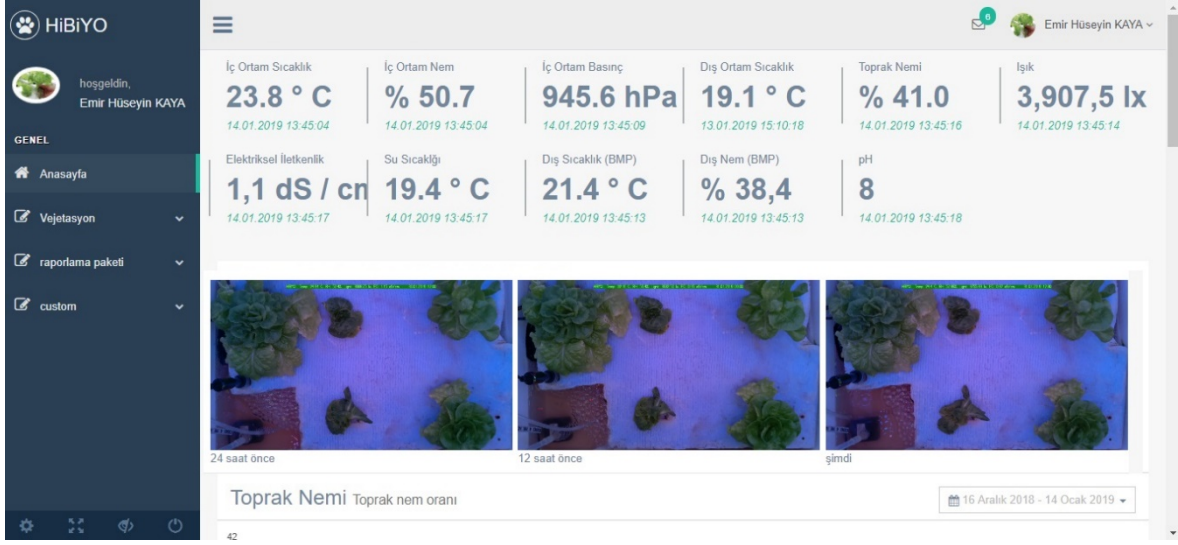 HiBiYO
6
Emir Hüseyin KAYA
hoşgeldin,
Emir Hüseyin KAYA
GENEL
Anasayfa
Vejetasyon
raporlama paketi
custom
İç Ortam Sıcaklık
23.8 ° C
14.01.2019 13:45:04
İç Ortam Nem
% 50.7
14.01.2019 13:45:04
İç Ortam Basınç
945.6 hPa
14.01.2019 13:45:09
Dış Ortam Sıcaklık
19.1 ° C
13.01.2019 15:10:18
Toprak Nemi
% 41.0
14.01.2019 13:45:16
Işık
3,907,5 lx
14.01.2019 13:45:14
Elektriksel İletkenlik
1,1 dS / cm
14.01.2019 13:45:17
Su Sıcaklğı
19.4 ° C
14.01.2019 13:45:17
Dış Sıcaklık (BMP)
21.4 ° C
14.01.2019 13:45:13
Dış Nem (BMP)
% 38,4
14.01.2019 13:45:13
pH
8
14.01.2019 13:45:18
24 saat önce
12 saat önce
şimdi
Toprak Nemi Toprak nem oranı
16 Aralık 2018 - 14 Ocak 2019
42